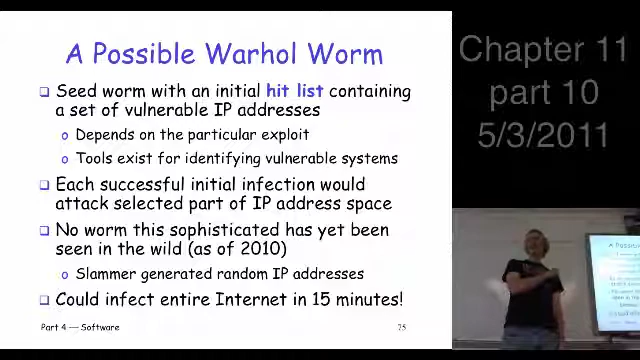 A Possible Warhol Worm
Seed worm with an initial hit list containing
a set of vulnerable IP addresses
o Depends on the particular exploit
o Tools exist for identifying vulnerable systems
Each successful initial infection would
attack selected part of IP address space
No worm this sophisticated has yet been
seen in the wild (as of 2010)
o Slammer generated random IP addresses
Could infect entire Internet in 15 minutes!
Part 4 — Software
75
Chapter 11
part 10
5/3/2011
A Possible